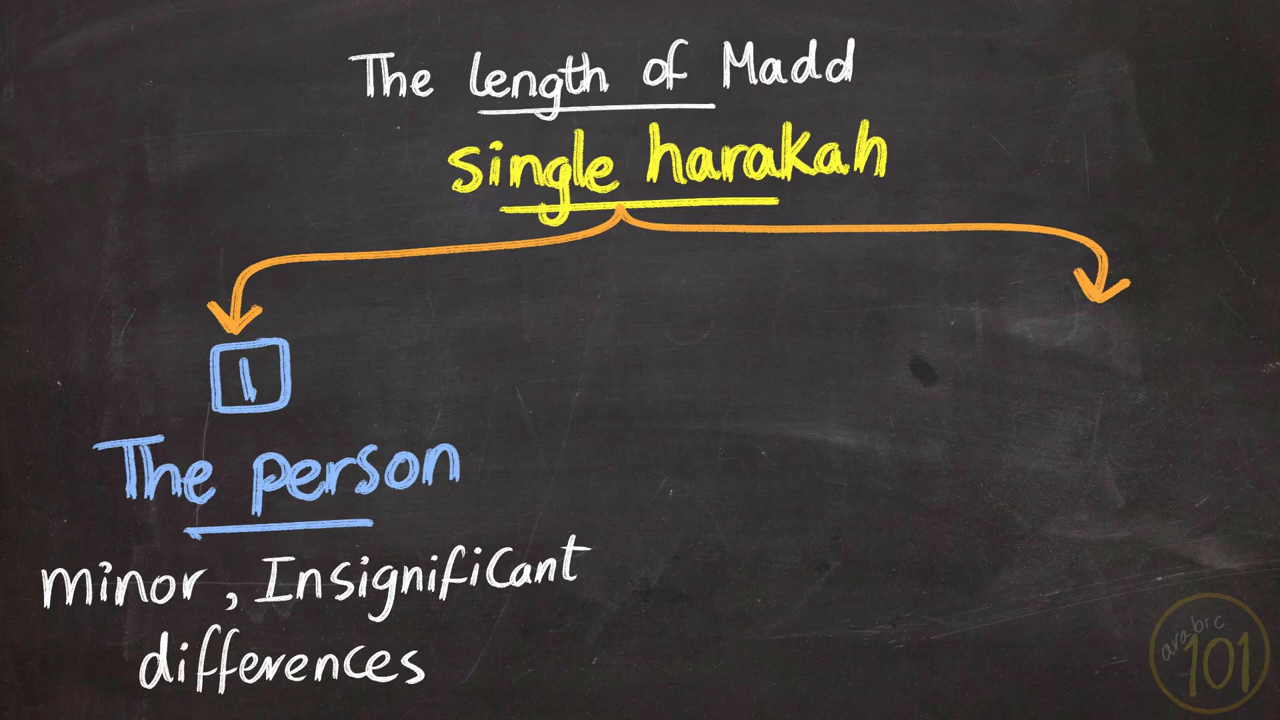 The length of Madd
single harakah
1
The person
minor, Insignificant
differences
arabic
101